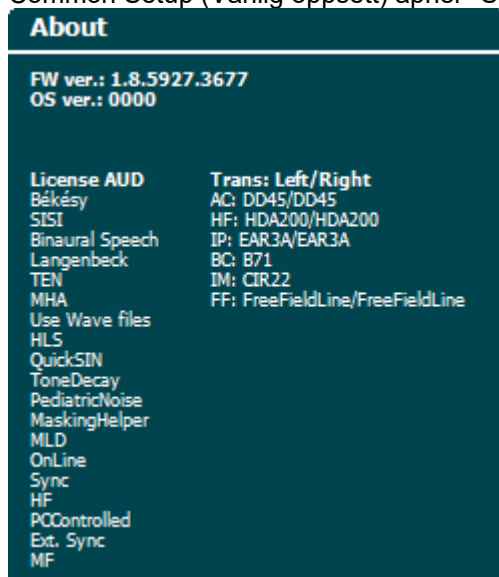 About
FW ver.: 1.8.5927.3677
OS ver.: 0000
License AUD
Békésy
SISI
Binaural Speech
Langenbeck
TEN
MHA
Use Wave files
HLS
QuickSIN
ToneDecay
PediatricNoise
MaskingHelper
MLD
OnLine
Sync
HF
PCControlled
Ext. Sync
MF
Trans: Left/Right
AC: DD45/DD45
HF: HDA200/HDA200
IP: EAR3A/EAR3A
BC: B71
IM: CIR22
FF: FreeFieldLine/FreeFieldLine